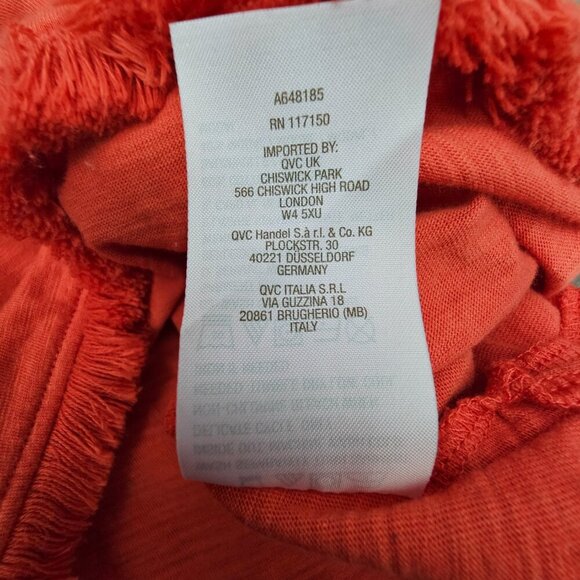 A648185
RN 117150
IMPORTED BY:
QVC UK
CHISWICK PARK
566 CHISWICK HIGH ROAD
LONDON
W4 5XU
QVC Handel S.à r.l. & Co. KG
PLOCKSTR. 30
40221 DÜSSELDORF
GERMANY
QVC ITALIA S.R.L
VIA GUZZINA 18
20861 BRUGHERIO (MB)
ITALY